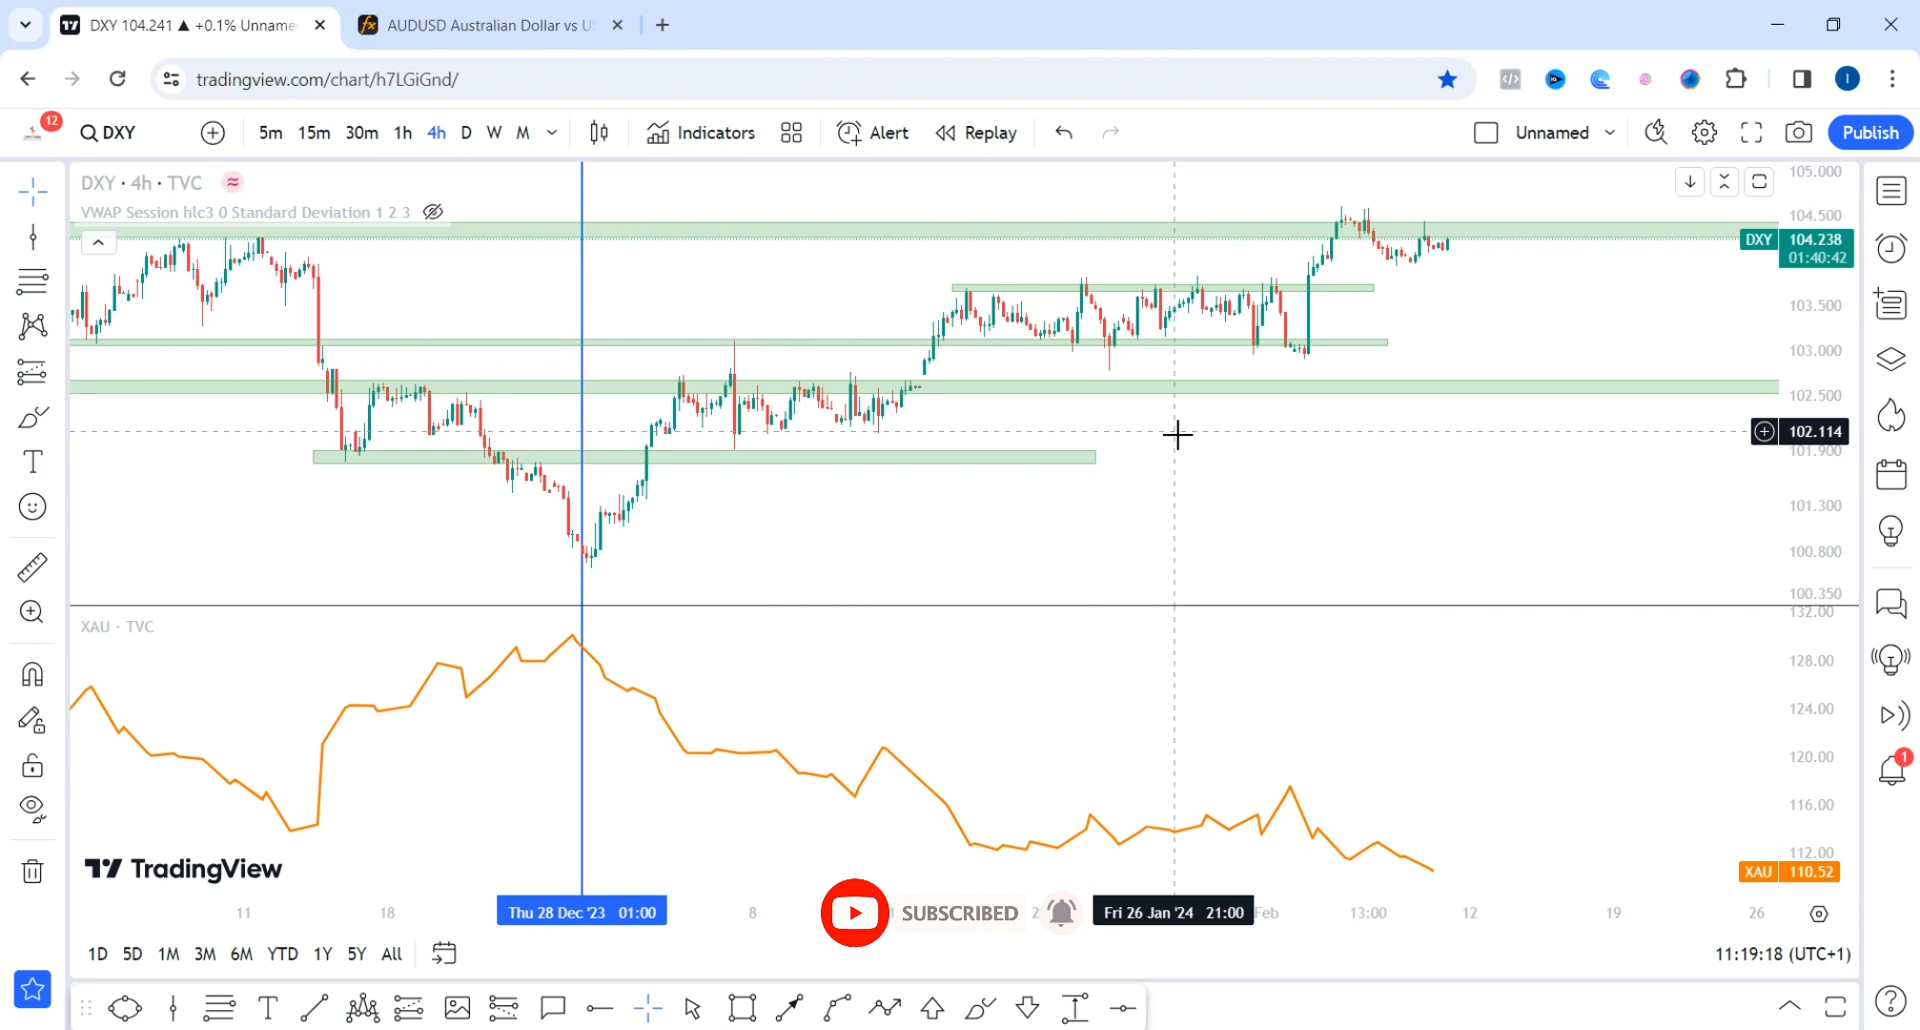 DXY 104.241 ▲ +0.1% Unname
AUDUSD Australian Dollar vs U
tradingview.com/chart/h7LGiGnd/
12
DXY 5m 15m 30m 1h 4h D W M Indicators Alert Replay Unnamed Publish
DXY · 4h · TVC
VWAP Session hlc3 0 Standard Deviation 1 2 3
105.000
104.500
DXY 104.238
01:40:42
103.500
103.000
102.500
102.114
101.900
101.300
100.800
100.350
XAU · TVC
132.00
128.00
124.00
120.00
116.00
112.00
XAU 110.52
TradingView
11 18 Thu 28 Dec '23 01:00 8 SUBSCRIBED 2 Fri 26 Jan '24 21:00 Feb 13:00 12 19 26
1D 5D 1M 3M 6M YTD 1Y 5Y All
11:19:18 (UTC+1)
1